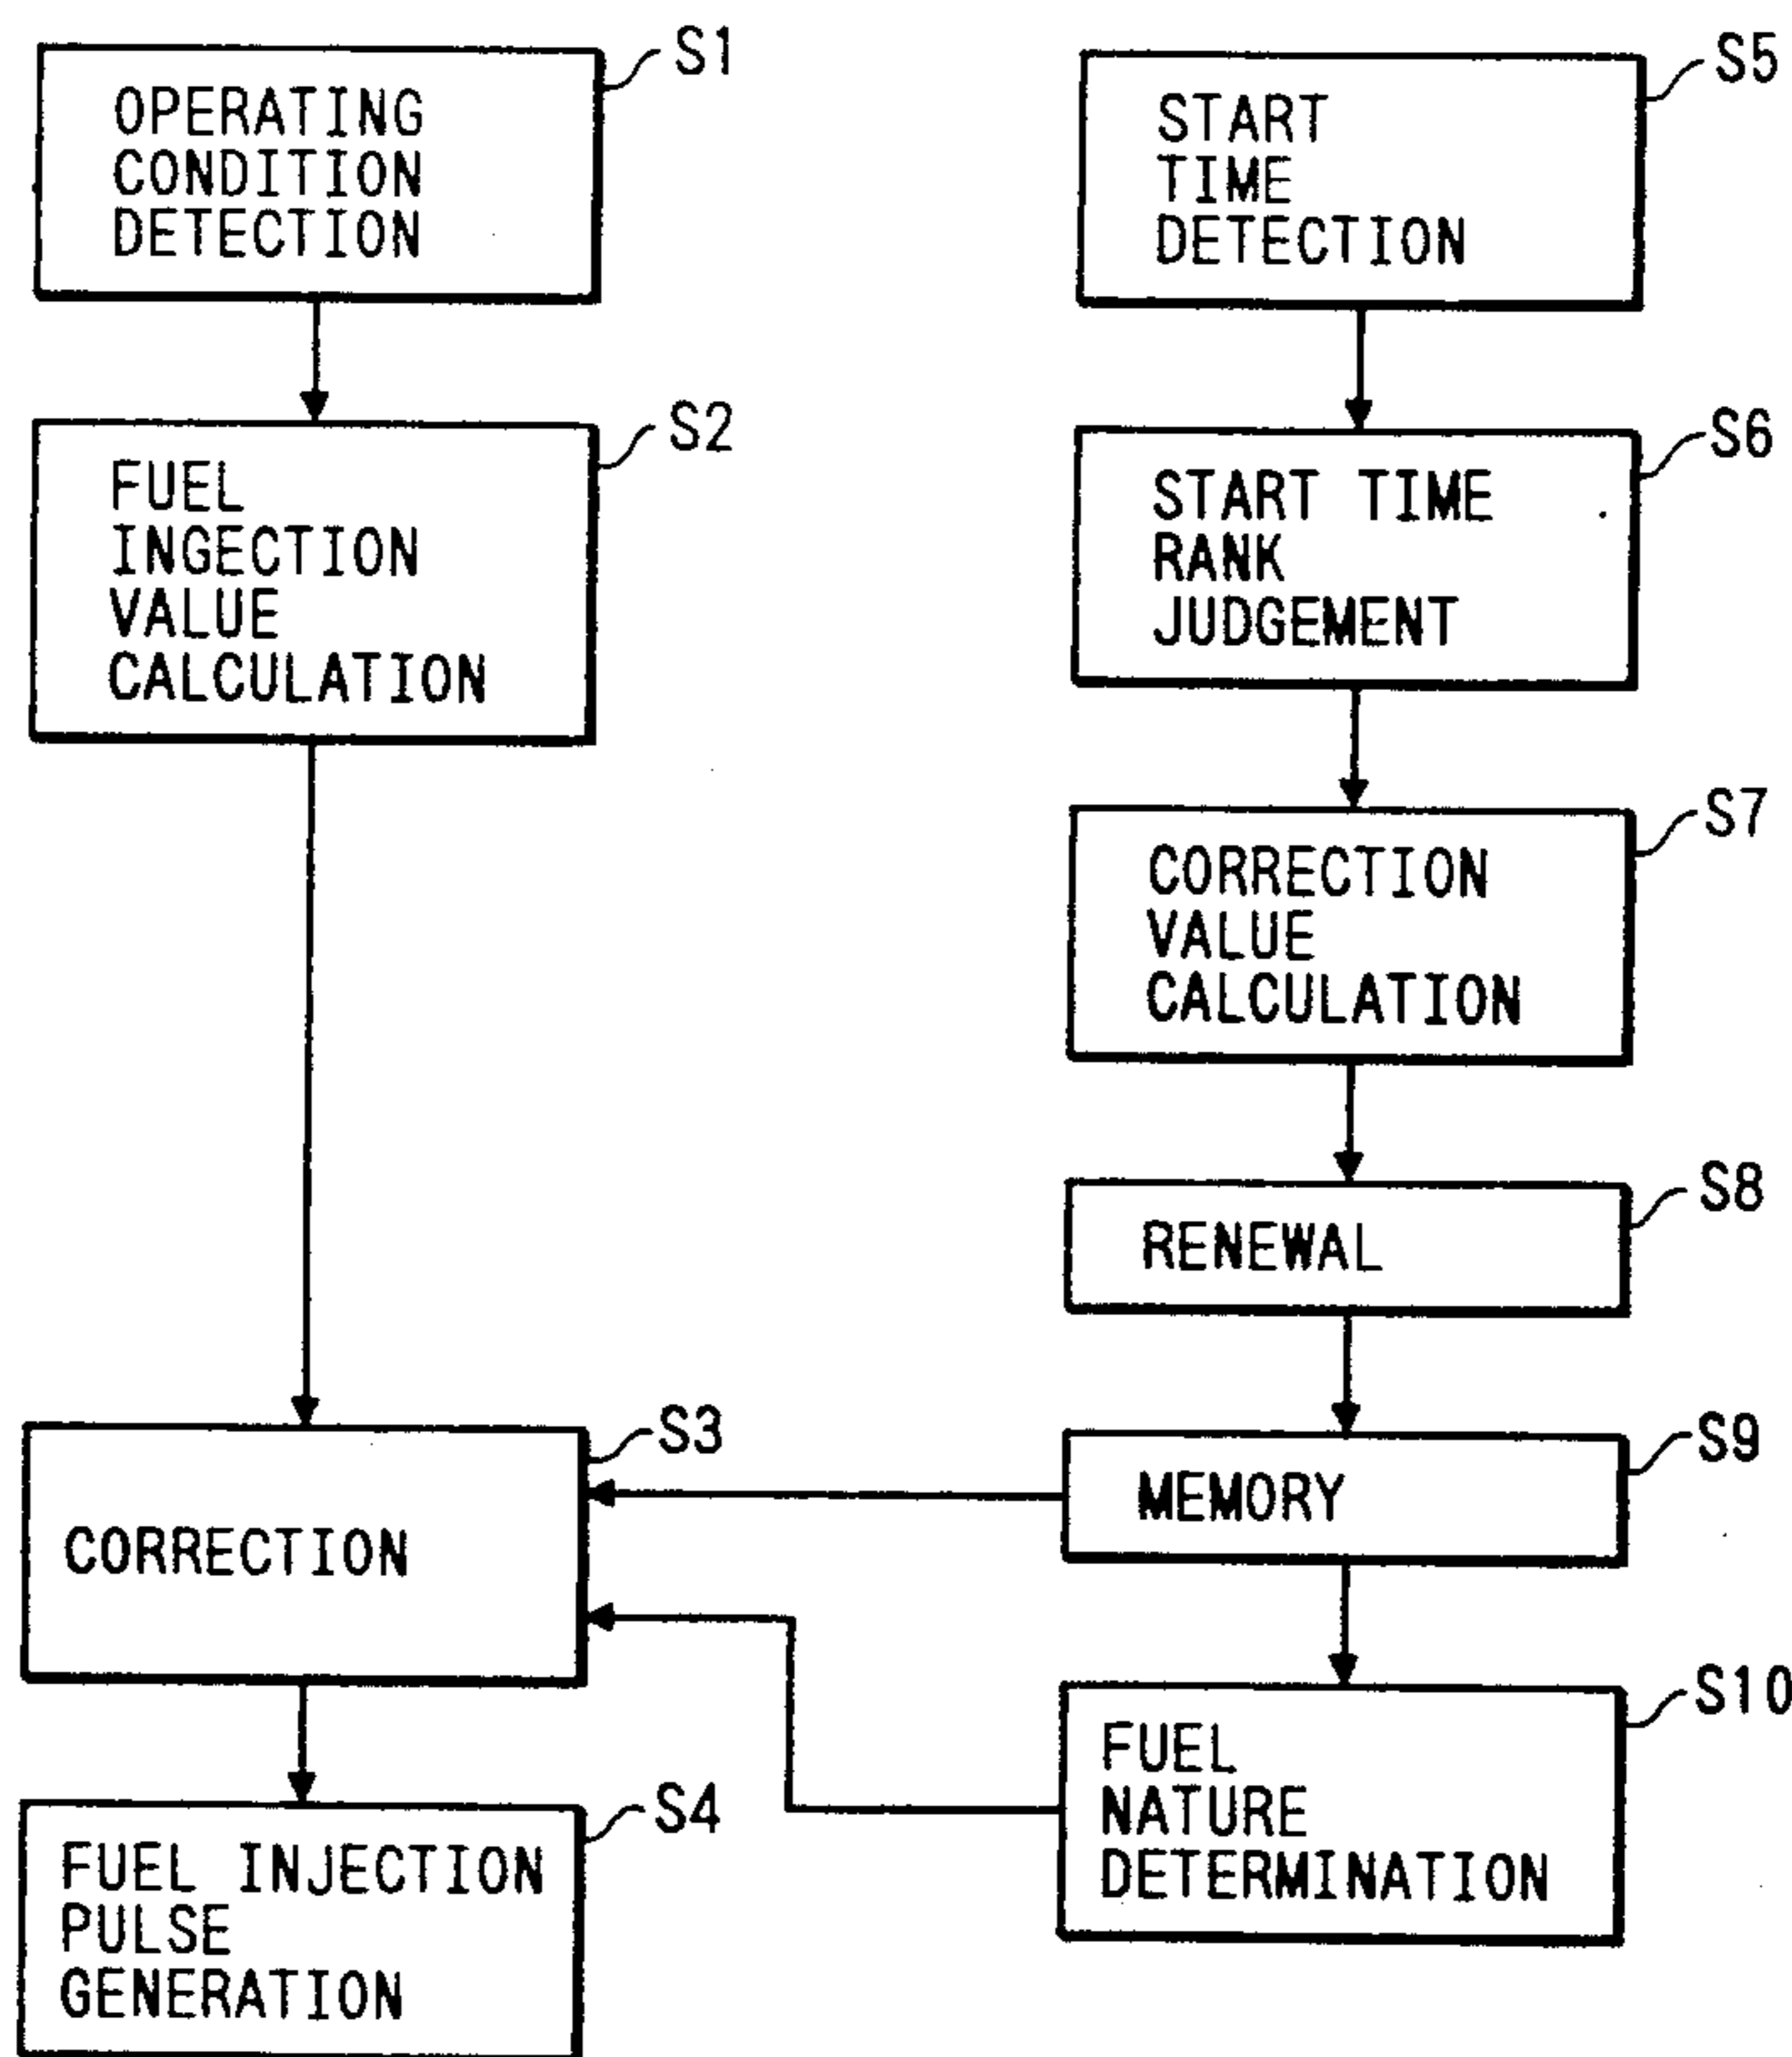 S1
OPERATING
CONDITION
DETECTION
S2
FUEL
INGECTION
VALUE
CALCULATION
S3
CORRECTION
S4
FUEL INJECTION
PULSE
GENERATION
S5
START
TIME
DETECTION
S6
START TIME
RANK
JUDGEMENT
S7
CORRECTION
VALUE
CALCULATION
S8
RENEWAL
S9
MEMORY
S10
FUEL
NATURE
DETERMINATION